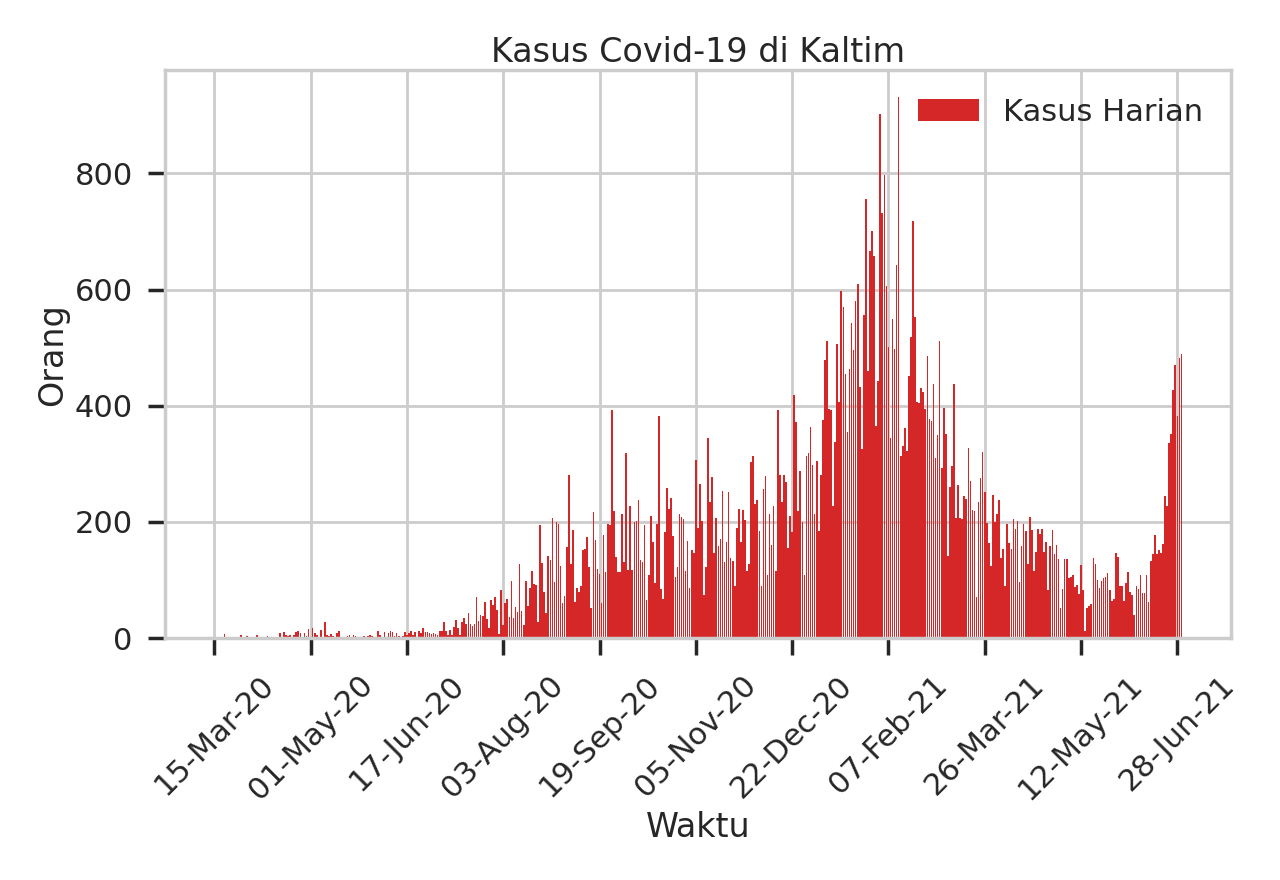 Kasus Covid-19 di Kaltim
Kasus Harian
Orang
800
600
400
200
0
15-Mar-20
01-May-20
17-Jun-20
03-Aug-20
19-Sep-20
05-Nov-20
22-Dec-20
07-Feb-21
26-Mar-21
12-May-21
28-Jun-21
Waktu